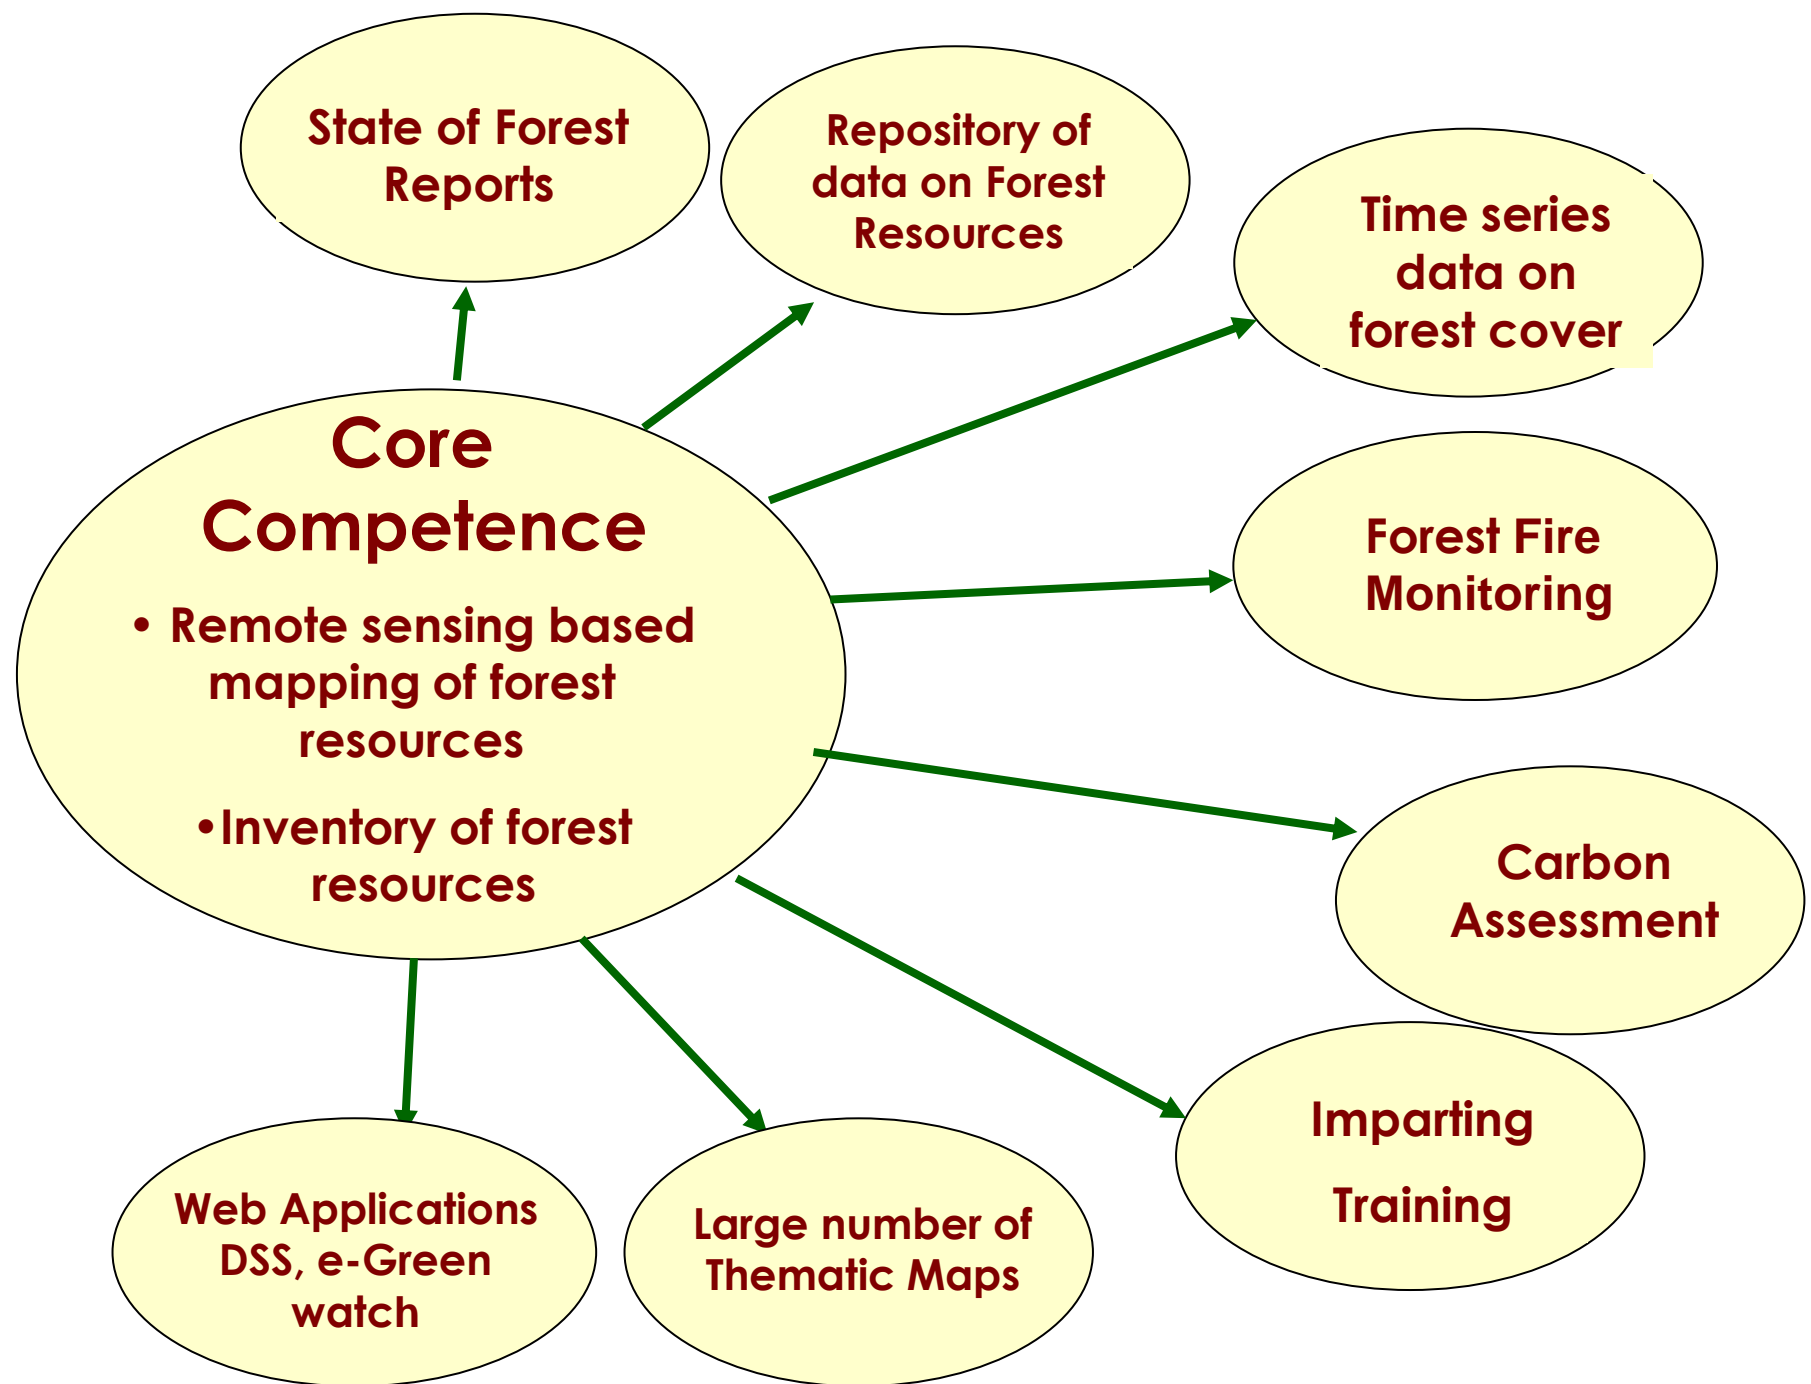 State of Forest
Reports
Repository of
data on Forest
Resources
Time series
data on
forest cover
Core
Competence
• Remote sensing based
mapping of forest
resources
•Inventory of forest
resources
Forest Fire
Monitoring
Carbon
Assessment
Imparting
Training
Large number of
Thematic Maps
Web Applications
DSS, e-Green
watch